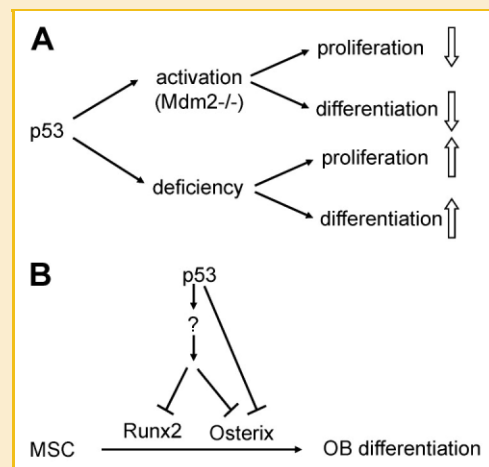 A
proliferation
activation
(Mdm2-/-)
differentiation
p53
proliferation
deficiency
differentiation
B
p53
?
Runx2 Osterix
MSC OB differentiation